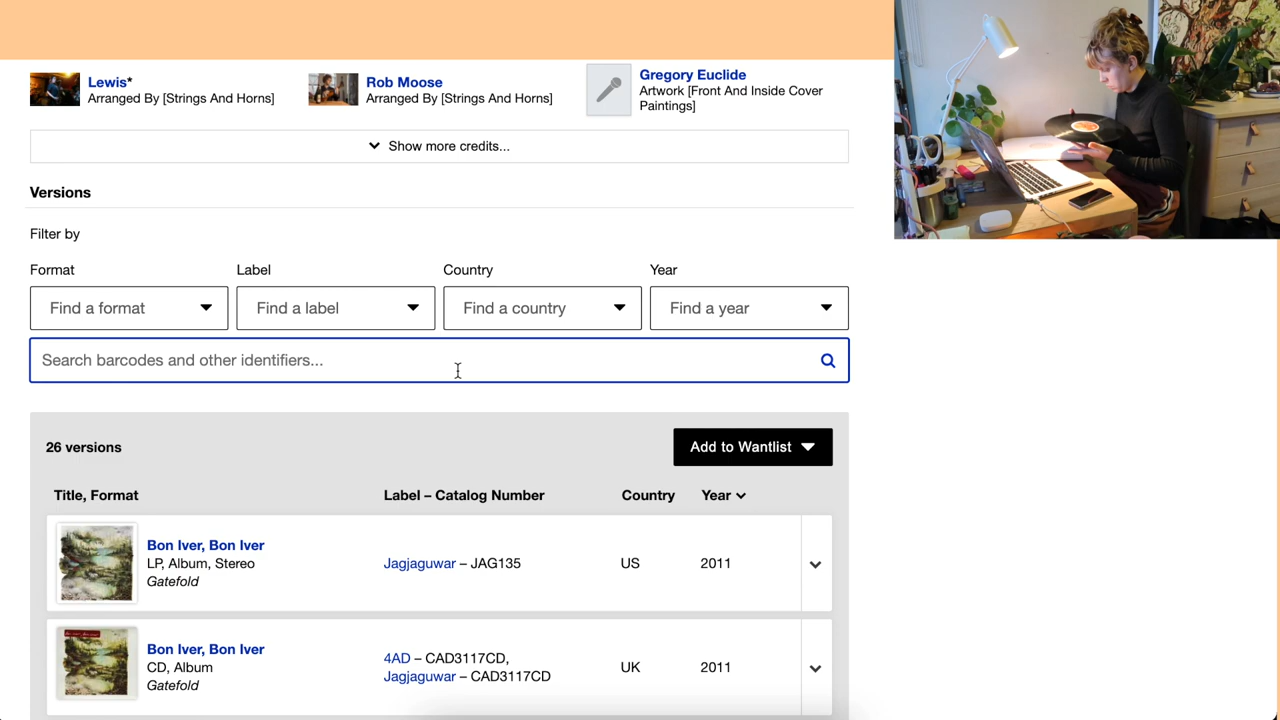 Lewis*
Arranged By [Strings And Horns]
Rob Moose
Arranged By [Strings And Horns]
Gregory Euclide
Artwork [Front And Inside Cover
Paintings]
Show more credits...
Versions
Filter by
Format
Label
Country
Year
Find a format
Find a label
Find a country
Find a year
Search barcodes and other identifiers...
26 versions
Add to Wantlist
Title, Format
Label – Catalog Number
Country
Year
Bon Iver, Bon Iver
LP, Album, Stereo
Gatefold
Jagjaguwar – JAG135
US
2011
Bon Iver, Bon Iver
CD, Album
Gatefold
4AD – CAD3117CD,
Jagjaguwar – CAD3117CD
UK
2011